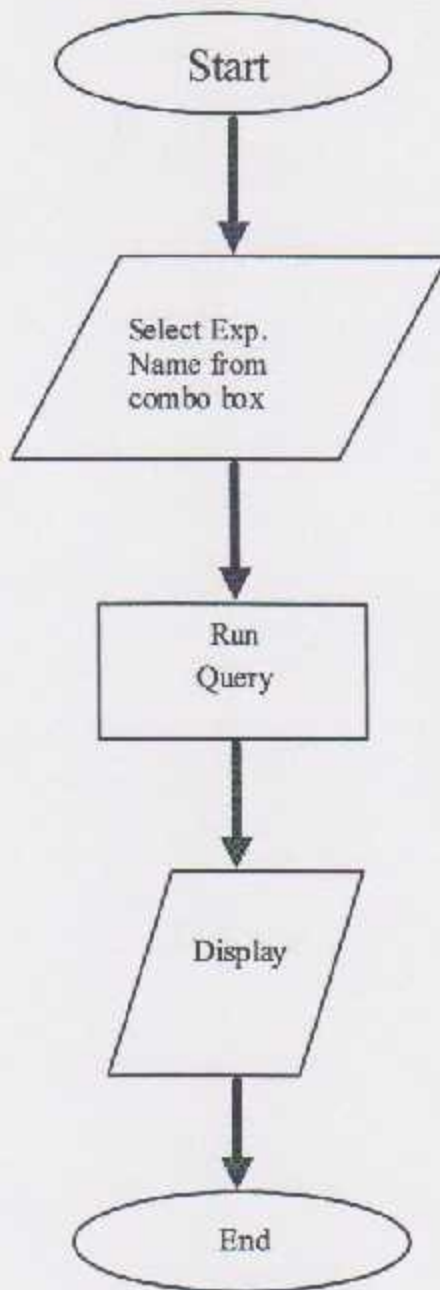 Start
Select Exp.
Name from
combo box
Run
Query
Display
End